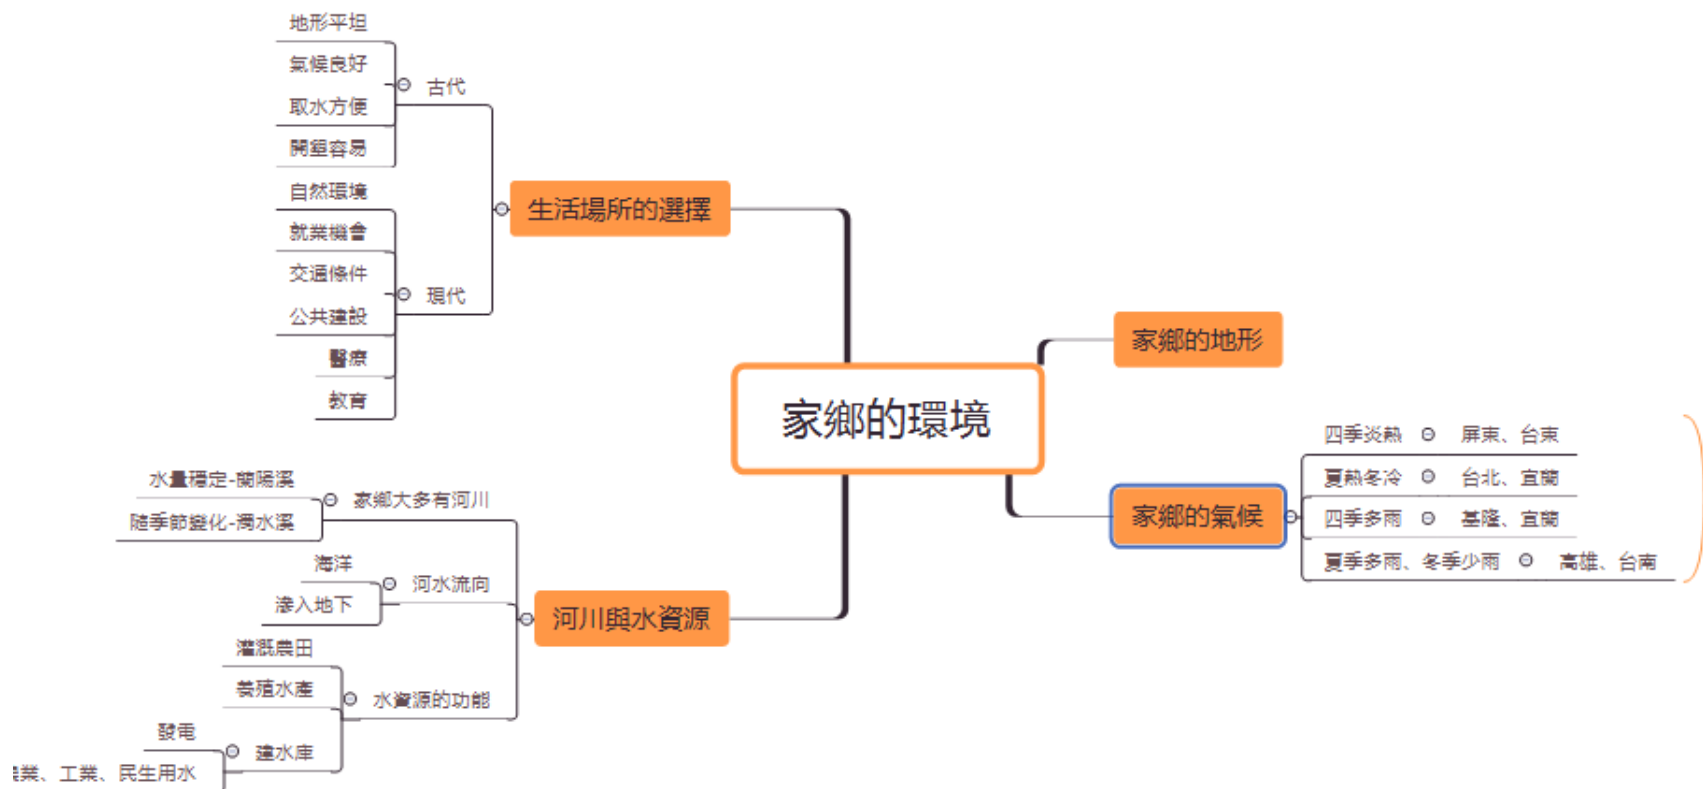 家鄉的環境
生活場所的選擇
古代
地形平坦
氣候良好
取水方便
開墾容易
現代
自然環境
就業機會
交通條件
公共建設
醫療
教育
家鄉的地形
家鄉的氣候
四季炎熱 屏東、台東
夏熱冬冷 台北、宜蘭
四季多雨 基隆、宜蘭
夏季多雨、冬季少雨 高雄、台南
河川與水資源
家鄉大多有河川
水量穩定-蘭陽溪
隨季節變化-濁水溪
河水流向
海洋
滲入地下
水資源的功能
灌溉農田
養殖水產
建水庫
發電
業、工業、民生用水